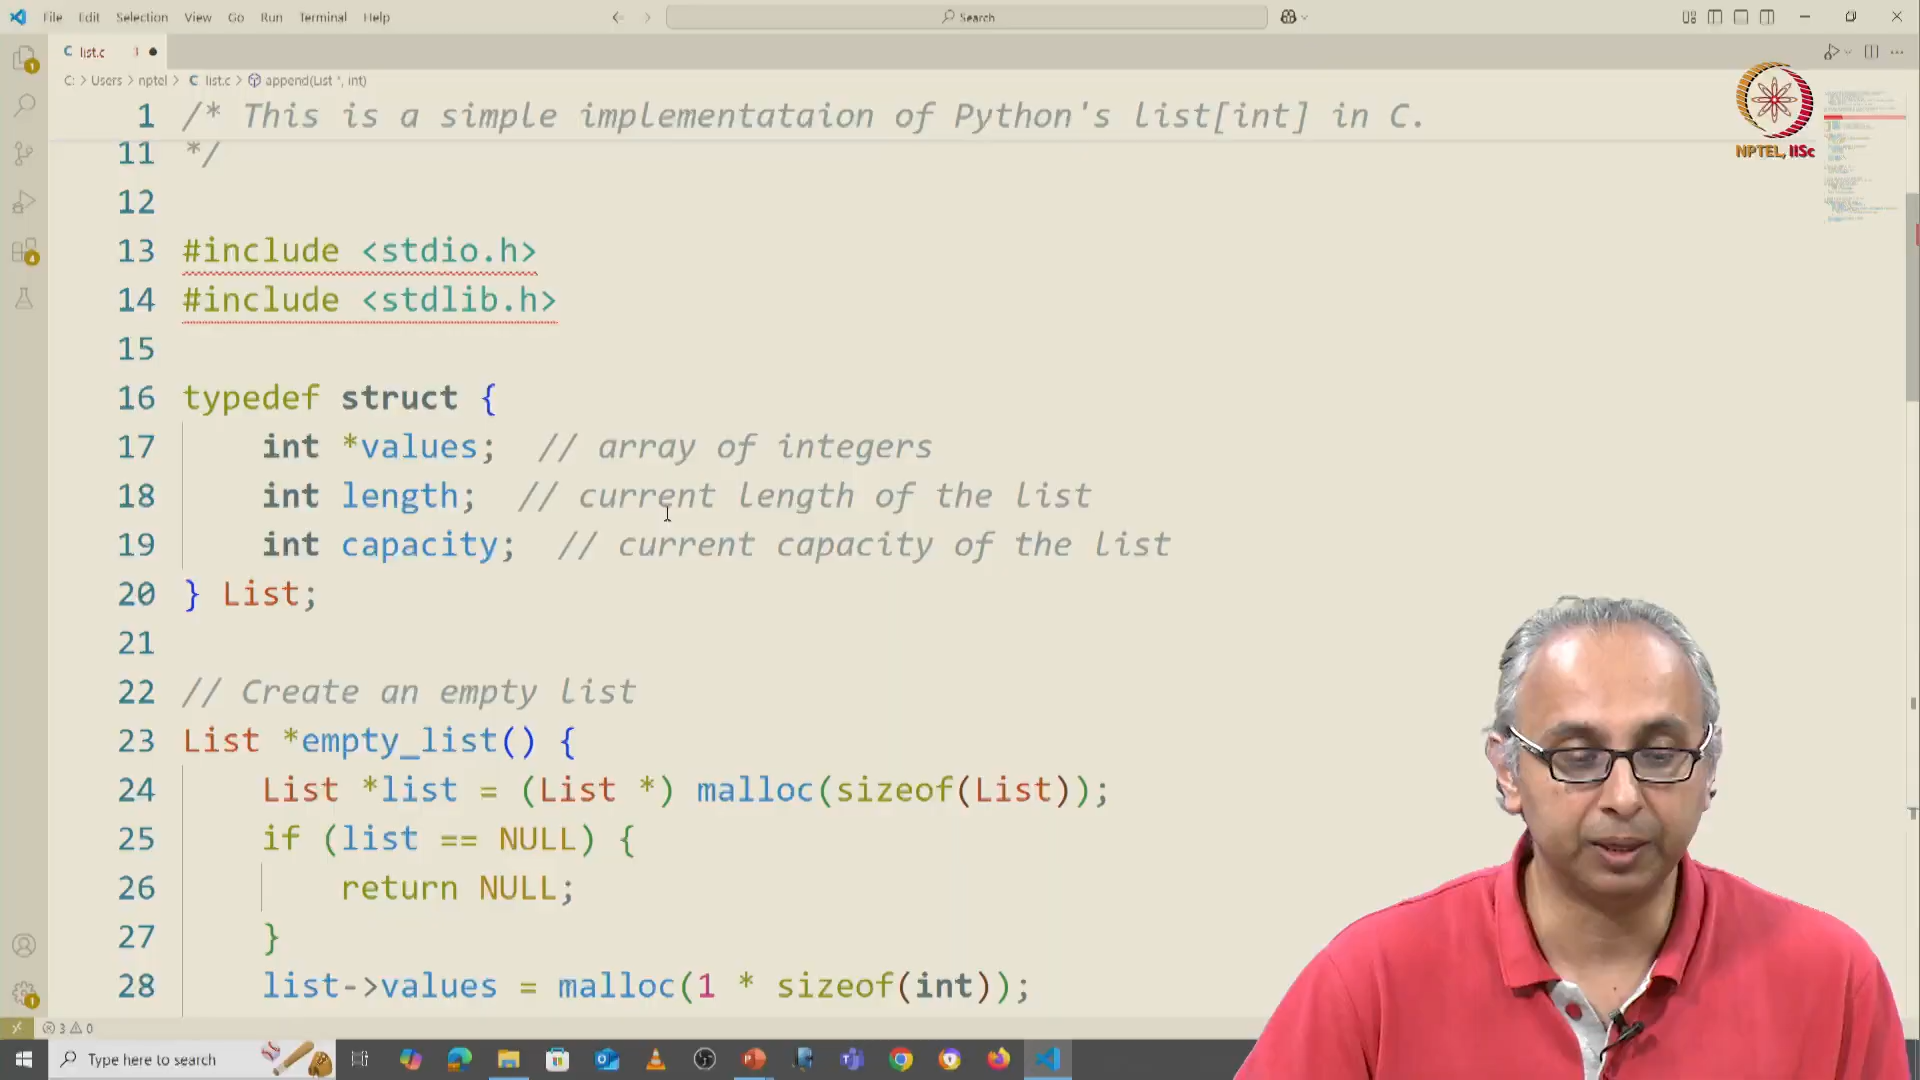 File Edit Selection View Go Run Terminal Help
Search
list.c
1
C: > Users > nptel > C list.c > append(List *, int)
NPTEL, IISc
1 /* This is a simple implementataion of Python's list[int] in C.
11 */
12
13 #include <stdio.h>
14 #include <stdlib.h>
15
16 typedef struct {
17 int *values; // array of integers
18 int length; // current length of the list
19 int capacity; // current capacity of the list
20 } List;
21
22 // Create an empty list
23 List *empty_list() {
24 List *list = (List *) malloc(sizeof(List));
25 if (list == NULL) {
26 return NULL;
27 }
28 list->values = malloc(1 * sizeof(int));
3 0
Type here to search